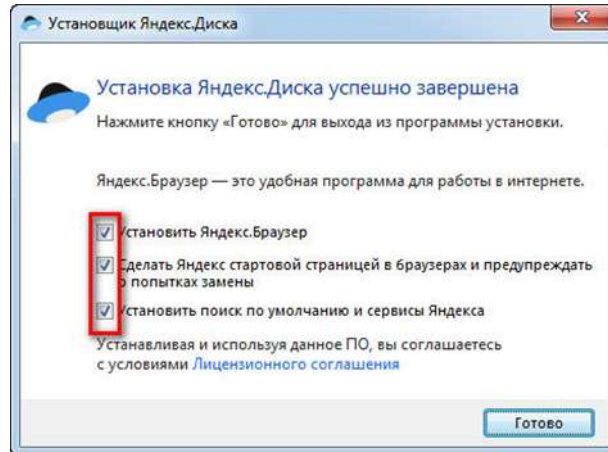 Установщик Яндекс.Диска
Установка Яндекс.Диска успешно завершена
Нажмите кнопку «Готово» для выхода из программы установки.
Яндекс.Браузер — это удобная программа для работы в интернете.
Установить Яндекс.Браузер
Сделать Яндекс стартовой страницей в браузерах и предупреждать
о попытках замены
Установить поиск по умолчанию и сервисы Яндекса
Устанавливая и используя данное ПО, вы соглашаетесь
с условиями Лицензионного соглашения
Готово